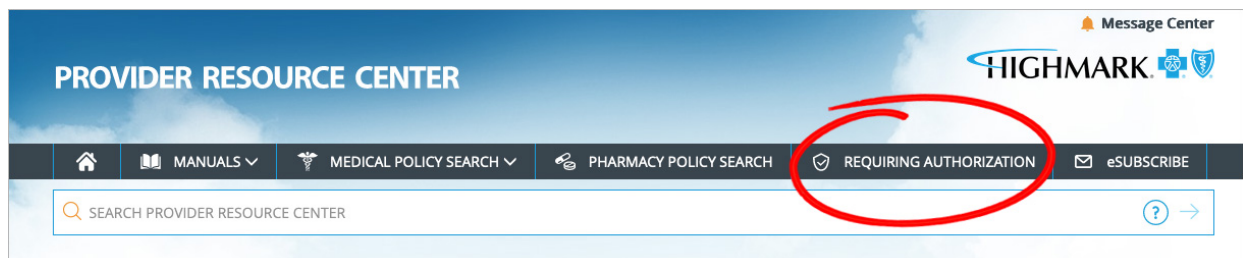 Message Center
PROVIDER RESOURCE CENTER
HIGHMARK.
MANUALS MEDICAL POLICY SEARCH PHARMACY POLICY SEARCH REQUIRING AUTHORIZATION eSUBSCRIBE
SEARCH PROVIDER RESOURCE CENTER ?